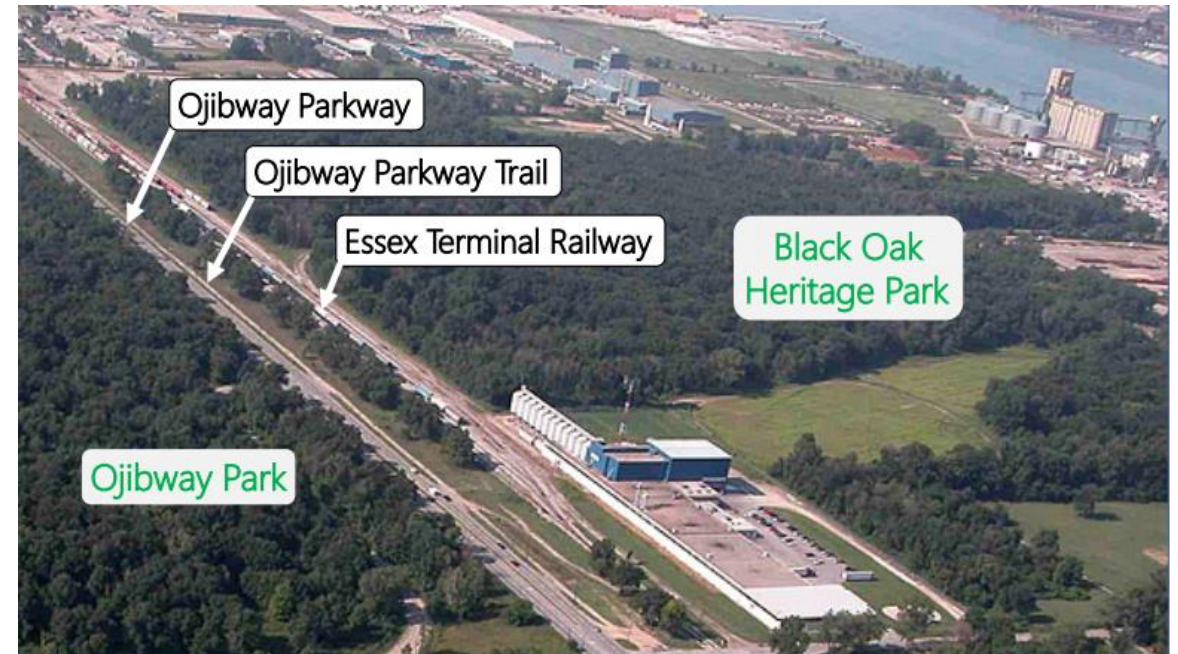 Ojibway Parkway
Ojibway Parkway Trail
Essex Terminal Railway
Black Oak
Heritage Park
Ojibway Park